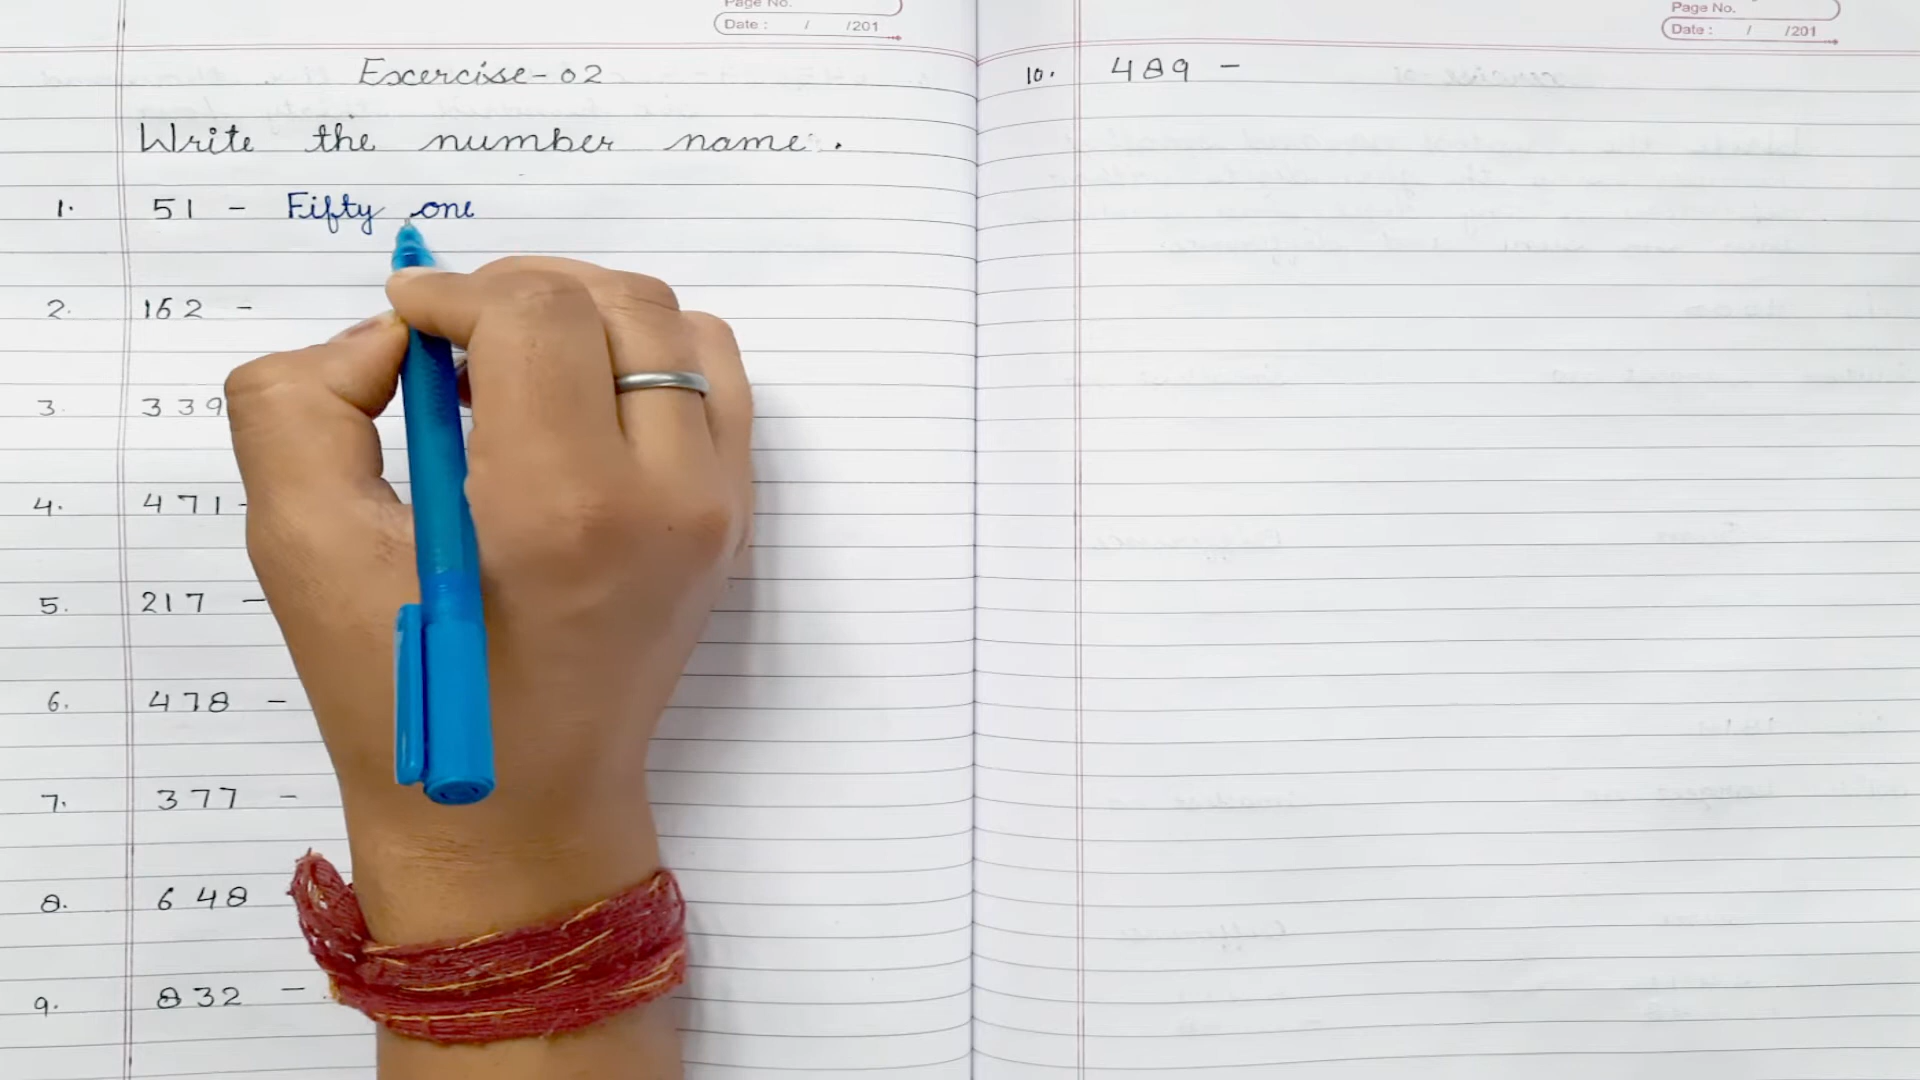 Page No.
Date : / /201
Excercise-02
Write the number name.
1. 51 - Fifty one
2. 162 -
3. 339
4. 471-
5. 217 -
6. 478 -
7. 377 -
8. 648
9. 832 -
Page No.
Date : / /201
10. 489 -